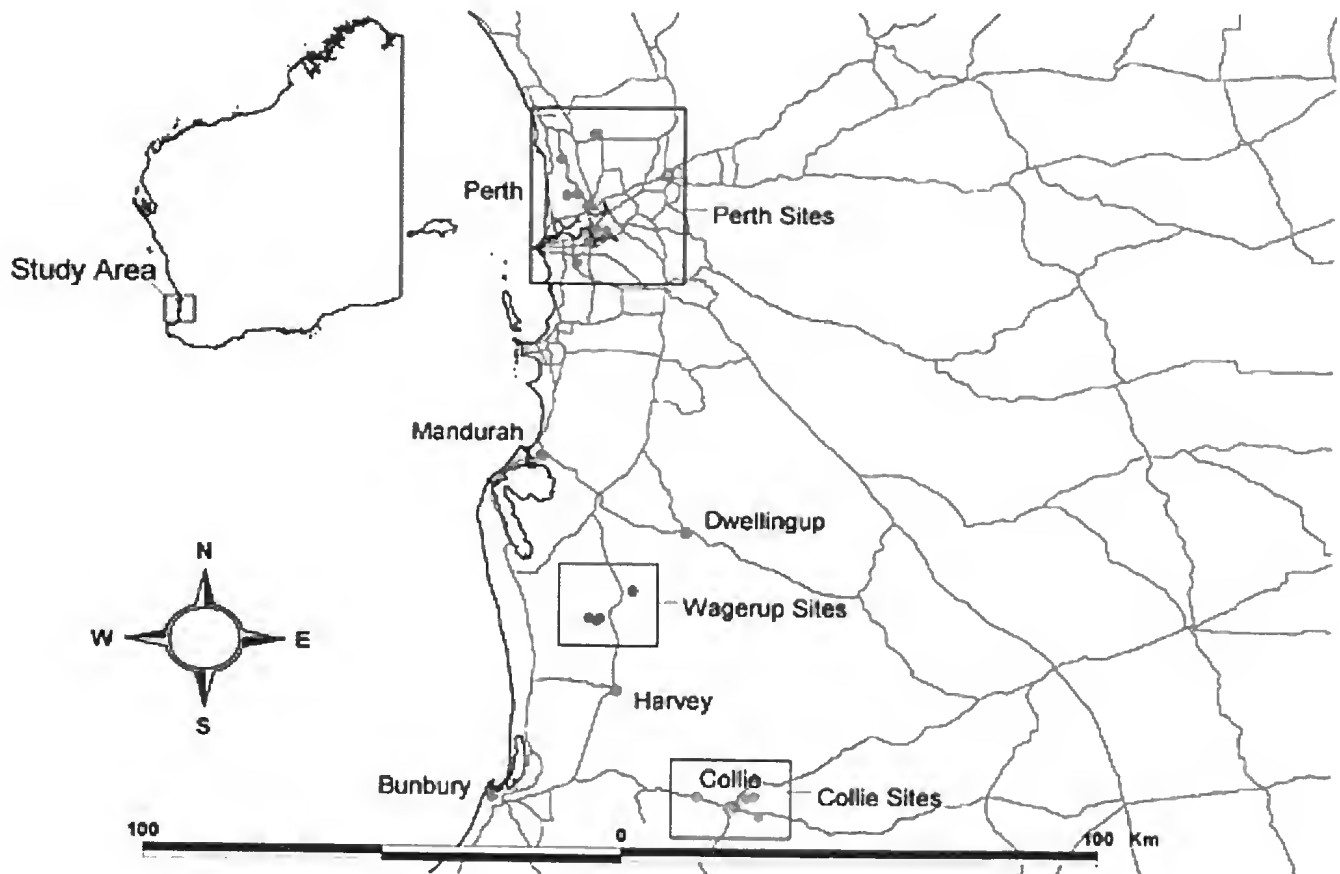 Perth
Perth Sites
Study Area
Mandurah
Dwellingup
N
W
E
S
Wagerup Sites
Harvey
Collie
Bunbury
Collie Sites
100
0
100 Km